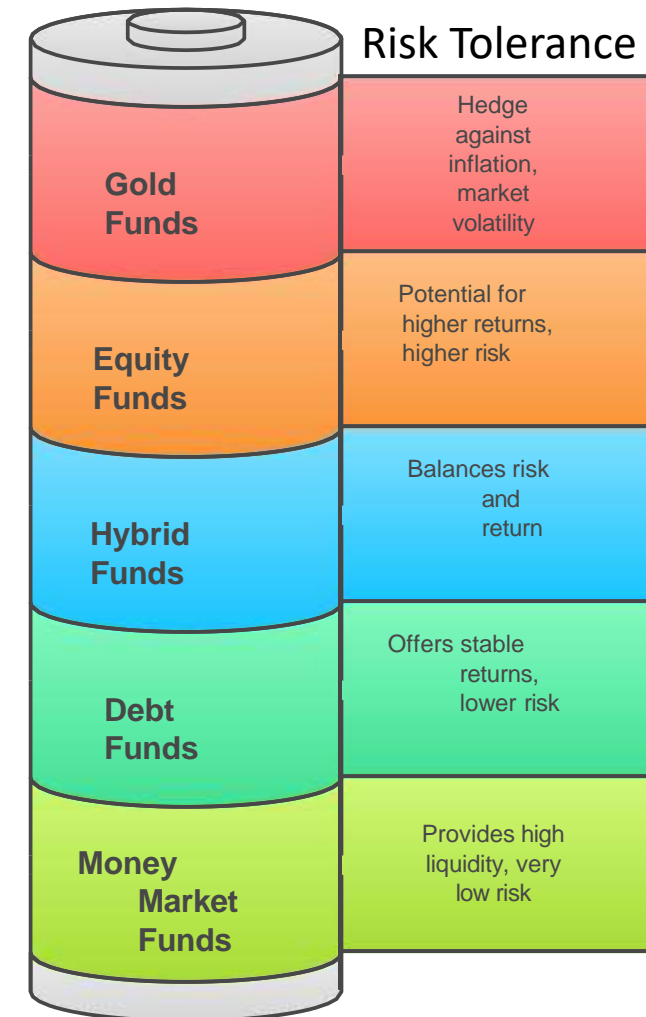 Risk Tolerance
Gold
Funds
Hedge
against
inflation,
market
volatility
Equity
Funds
Potential for
higher returns,
higher risk
Hybrid
Funds
Balances risk
and
return
Debt
Funds
Offers stable
returns,
lower risk
Money
Market
Funds
Provides high
liquidity, very
low risk